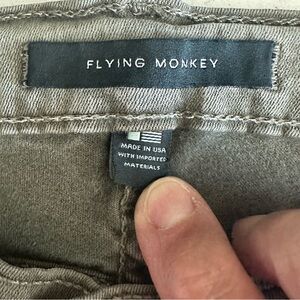 FLYING MONKEY
MADE IN USA
WITH IMPORTED
MATERIALS